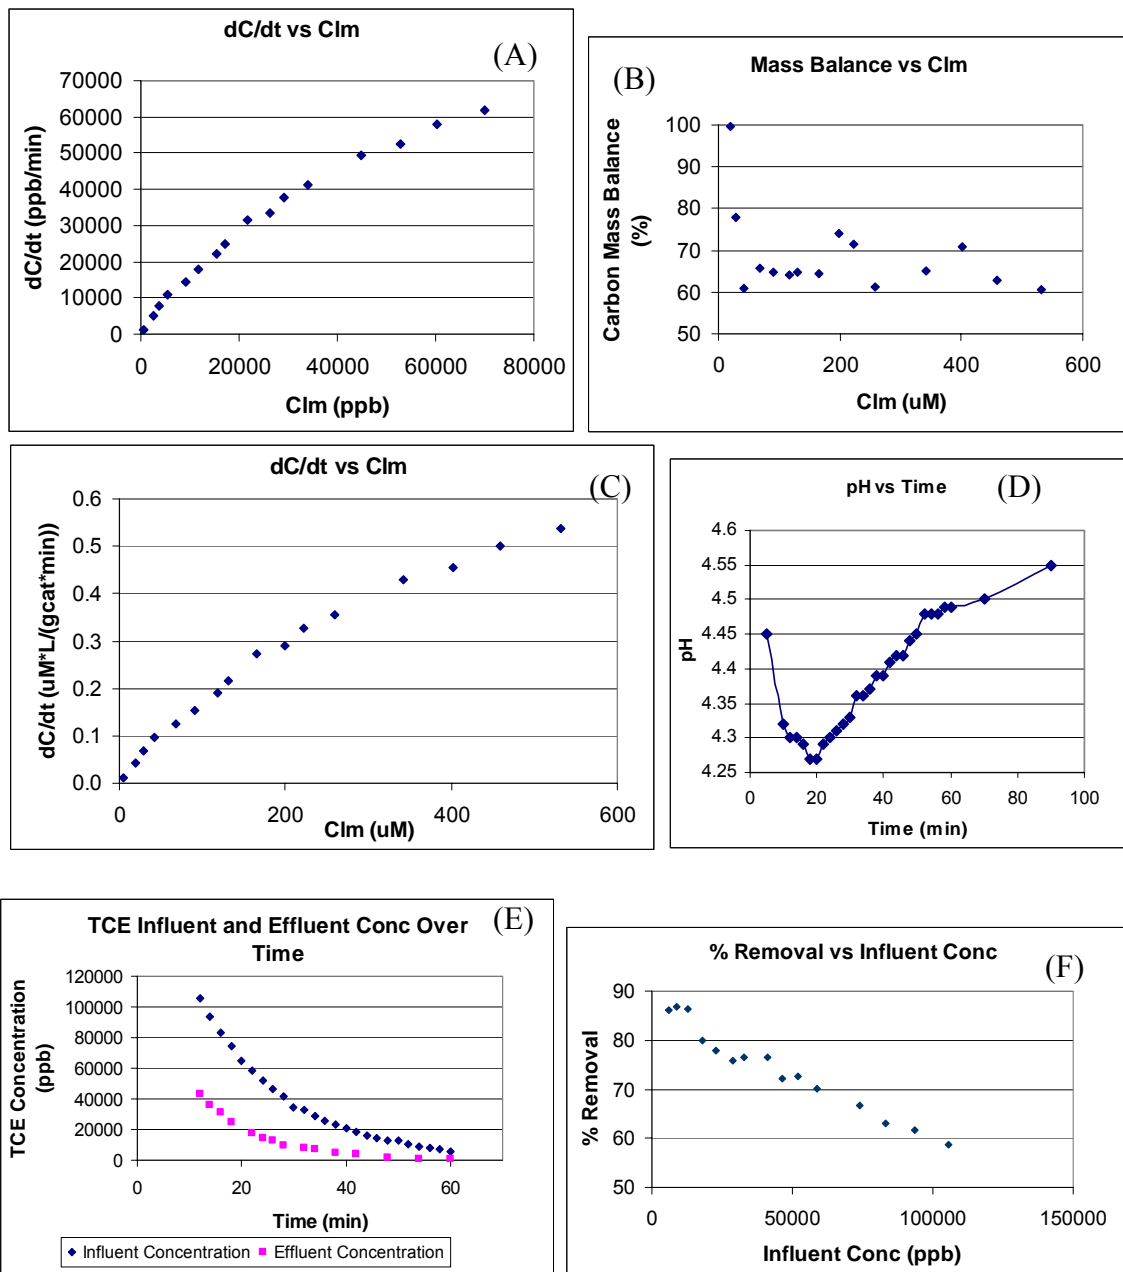 dC/dt vs Clm
(A)
70000
60000
50000
40000
30000
20000
10000
0
dC/dt (ppb/min)
0 20000 40000 60000 80000
Clm (ppb)
(B)
Mass Balance vs Clm
100
90
80
70
60
50
Carbon Mass Balance
(%)
0 200 400 600
Clm (uM)
dC/dt vs Clm
(C)
0.6
0.5
0.4
0.3
0.2
0.1
0.0
dC/dt (uM*L/(gcat*min))
0 200 400 600
Clm (uM)
pH vs Time
(D)
4.6
4.55
4.5
4.45
4.4
4.35
4.3
4.25
pH
0 20 40 60 80 100
Time (min)
TCE Influent and Effluent Conc Over
Time
(E)
120000
100000
80000
60000
40000
20000
0
TCE Concentration
(ppb)
0 20 40 60
Time (min)
Influent Concentration Effluent Concentration
% Removal vs Influent Conc
(F)
90
80
70
60
50
% Removal
0 50000 100000 150000
Influent Conc (ppb)